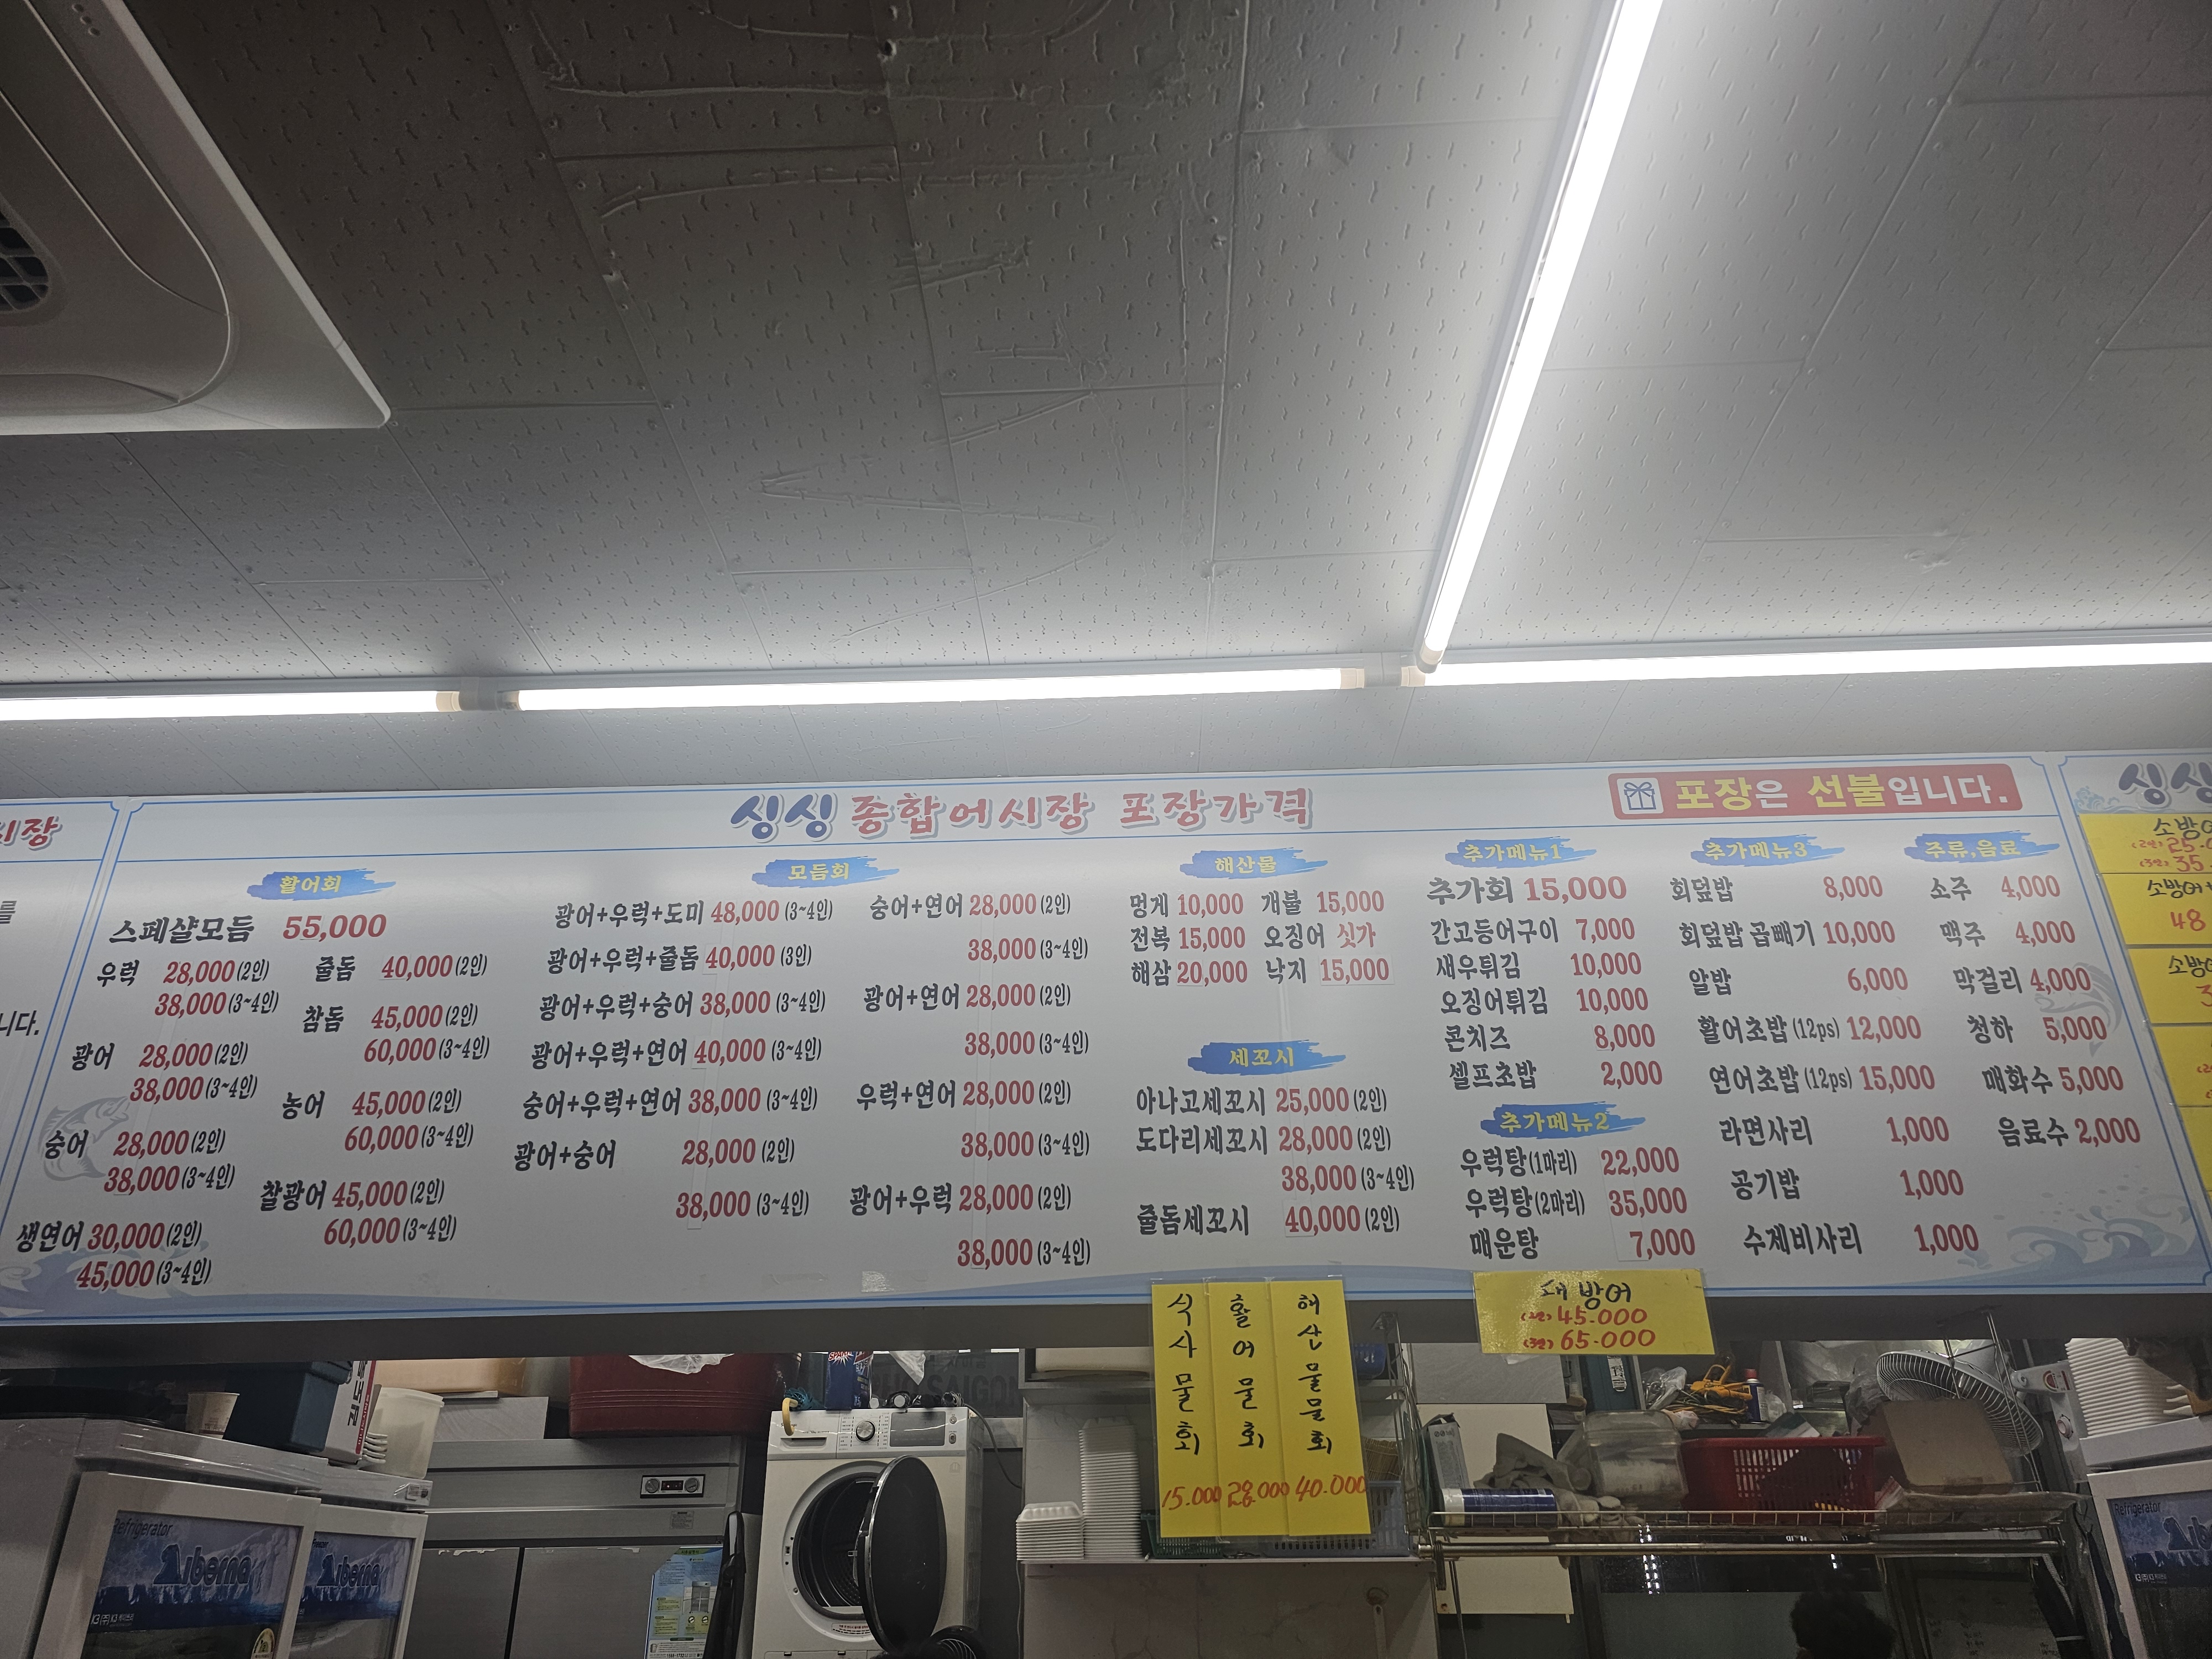 시장
를
니다.
싱싱 종합어시장 포장가격
포장은 선불입니다.
활어회
스페샬모듬 55,000
우럭 28,000(2인)
38,000(3~4인)
광어 28,000(2인)
38,000(3~4인)
숭어 28,000(2인)
38,000(3~4인)
생연어 30,000(2인)
45,000(3~4인)
줄돔 40,000(2인)
참돔 45,000(2인)
60,000(3~4인)
농어 45,000(2인)
60,000(3~4인)
찰광어 45,000(2인)
60,000(3~4인)
모듬회
광어+우럭+도미 48,000 (3~4인)
광어+우럭+줄돔 40,000 (3인)
광어+우럭+숭어 38,000 (3~4인)
광어+우럭+연어 40,000 (3~4인)
숭어+우럭+연어 38,000 (3~4인)
광어+숭어 28,000 (2인)
38,000 (3~4인)
숭어+연어 28,000 (2인)
38,000 (3~4인)
광어+연어 28,000 (2인)
38,000 (3~4인)
우럭+연어 28,000 (2인)
38,000 (3~4인)
광어+우럭 28,000 (2인)
38,000 (3~4인)
해산물
멍게 10,000 개불 15,000
전복 15,000 오징어 싯가
해삼 20,000 낙지 15,000
세꼬시
아나고세꼬시 25,000 (2인)
도다리세꼬시 28,000 (2인)
38,000 (3~4인)
줄돔세꼬시 40,000 (2인)
추가메뉴1
추가회 15,000
간고등어구이 7,000
새우튀김 10,000
오징어튀김 10,000
콘치즈 8,000
셀프초밥 2,000
추가메뉴2
우럭탕(1마리) 22,000
우럭탕(2마리) 35,000
매운탕 7,000
추가메뉴3
회덮밥 8,000
회덮밥 곱빼기 10,000
알밥 6,000
활어초밥 (12ps) 12,000
연어초밥 (12ps) 15,000
라면사리 1,000
공기밥 1,000
수제비사리 1,000
주류,음료
소주 4,000
맥주 4,000
막걸리 4,000
청하 5,000
매화수 5,000
음료수 2,000
싱싱
소방어
소방어+
48
식사물회 15.000
활어물회 28.000
해산물물회 40.000
대방어
(2인) 45.000
(3인) 65.000
Refrigerator
Refrigerator